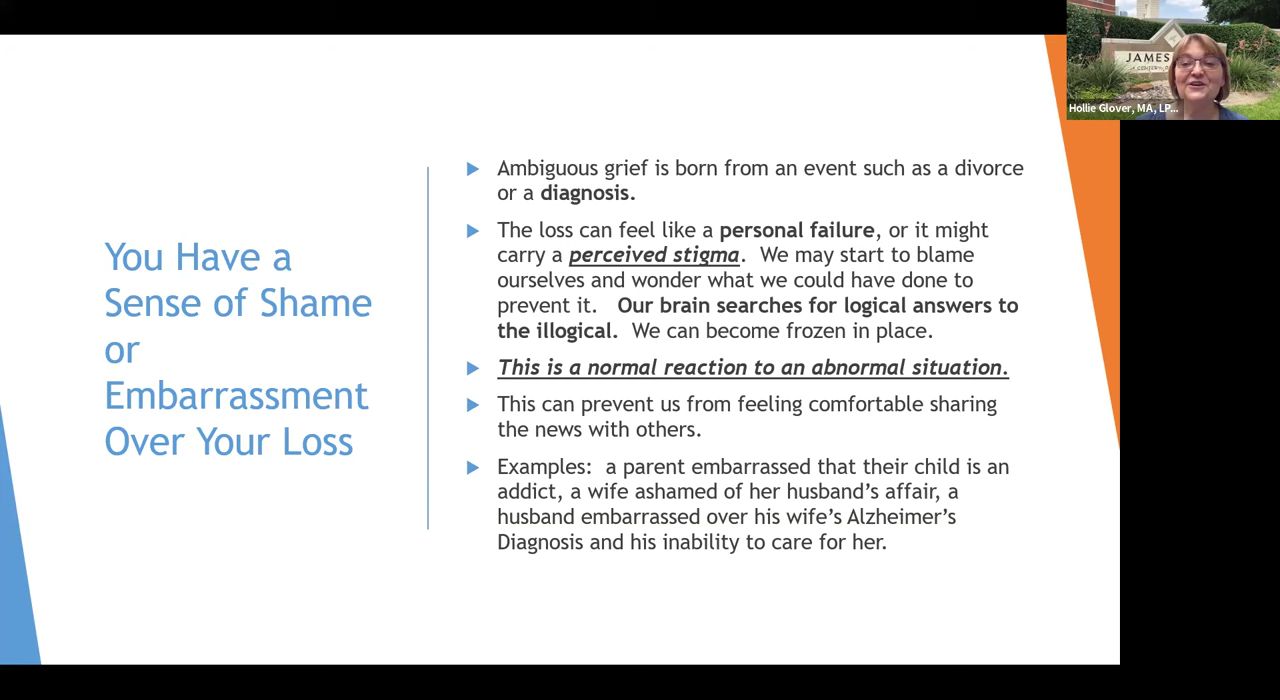 You Have a
Sense of Shame
or
Embarrassment
Over Your Loss
Ambiguous grief is born from an event such as a divorce
or a diagnosis.
The loss can feel like a personal failure, or it might
carry a perceived stigma. We may start to blame
ourselves and wonder what we could have done to
prevent it. Our brain searches for logical answers to
the illogical. We can become frozen in place.
This is a normal reaction to an abnormal situation.
This can prevent us from feeling comfortable sharing
the news with others.
Examples: a parent embarrassed that their child is an
addict, a wife ashamed of her husband’s affair, a
husband embarrassed over his wife’s Alzheimer’s
Diagnosis and his inability to care for her.
JAMES
Hollie Glover, MA, LP...